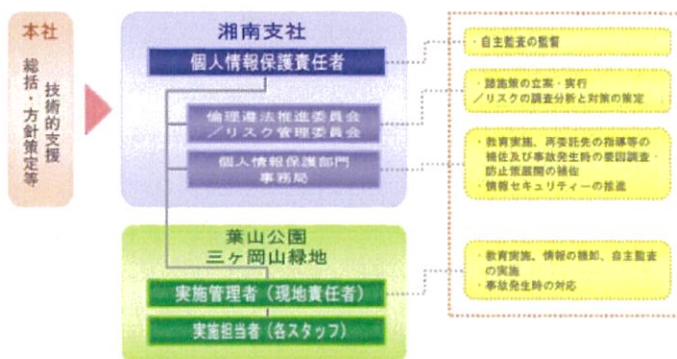 本社
総括・方針策定等
技術的支援
湘南支社
個人情報保護責任者
倫理遵法推進委員会
／リスク管理委員会
個人情報保護部門
事務局
葉山公園
三ヶ岡山緑地
実施管理者（現地責任者）
実施担当者（各スタッフ）
・自主監査の監督
・諸施策の立案・実行
／リスクの調査分析と対策の策定
・教育実施、再委託先の指導等の
補佐及び事故発生時の要因調査・
防止策展開の補佐
・情報セキュリティーの推進
・教育実施、情報の棚卸、自主監査
の実施
・事故発生時の対応